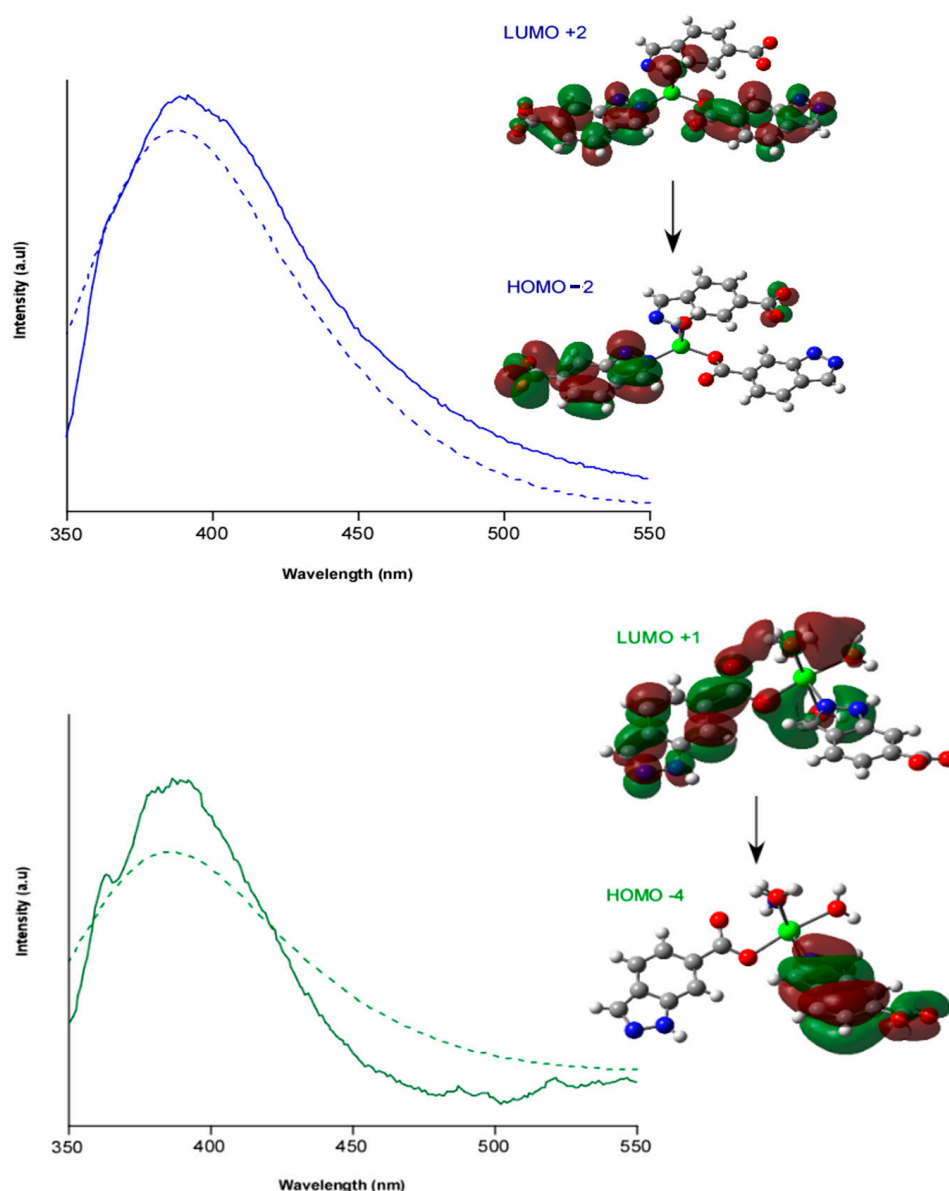 LUMO +2
Intensity (a.ul)
HOMO -2
350
400
450
500
550
Wavelength (nm)
LUMO +1
Intensity (a.u)
HOMO -4
350
400
450
500
550
Wavelength (nm)